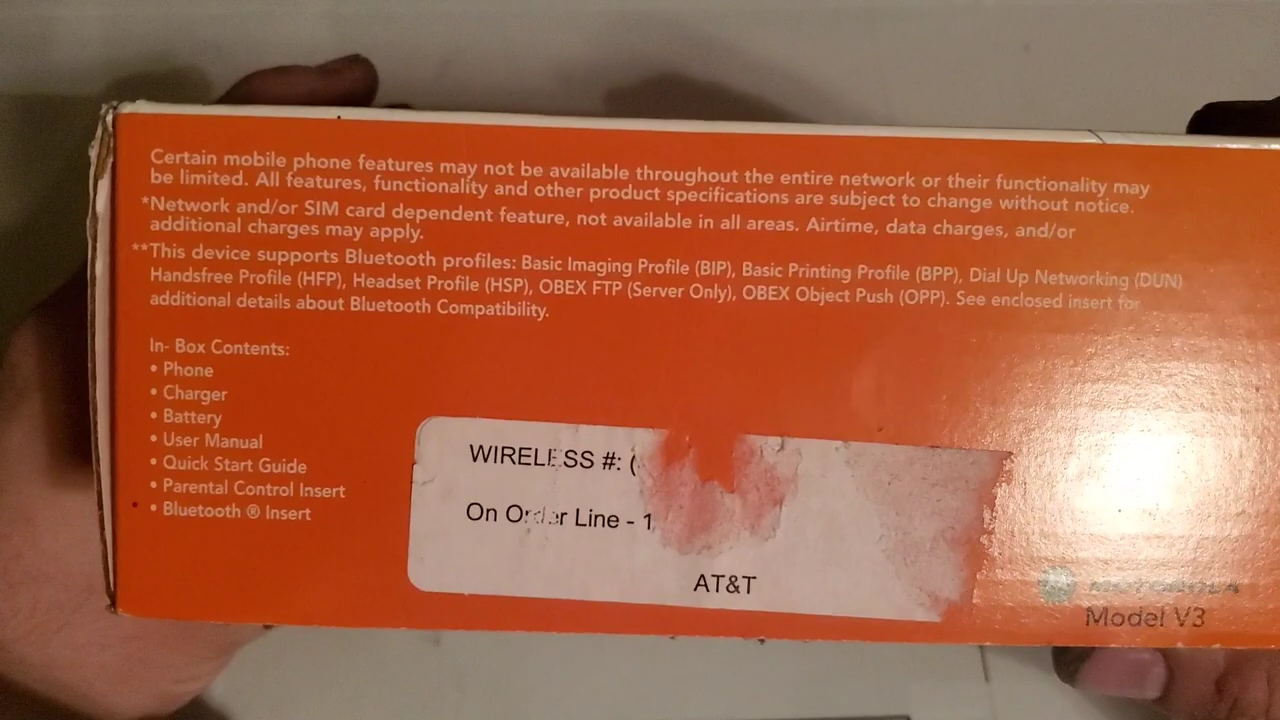 Certain mobile phone features may not be available throughout the entire network or their functionality may
be limited. All features, functionality and other product specifications are subject to change without notice.
*Network and/or SIM card dependent feature, not available in all areas. Airtime, data charges, and/or
additional charges may apply.
**This device supports Bluetooth profiles: Basic Imaging Profile (BIP), Basic Printing Profile (BPP), Dial Up Networking (DUN)
Handsfree Profile (HFP), Headset Profile (HSP), OBEX FTP (Server Only), OBEX Object Push (OPP). See enclosed insert for
additional details about Bluetooth Compatibility.
In- Box Contents:
• Phone
• Charger
• Battery
• User Manual
• Quick Start Guide
• Parental Control Insert
• Bluetooth ® Insert
WIRELESS #: (
On Order Line - 1
AT&T
MOTOROLA
Model V3